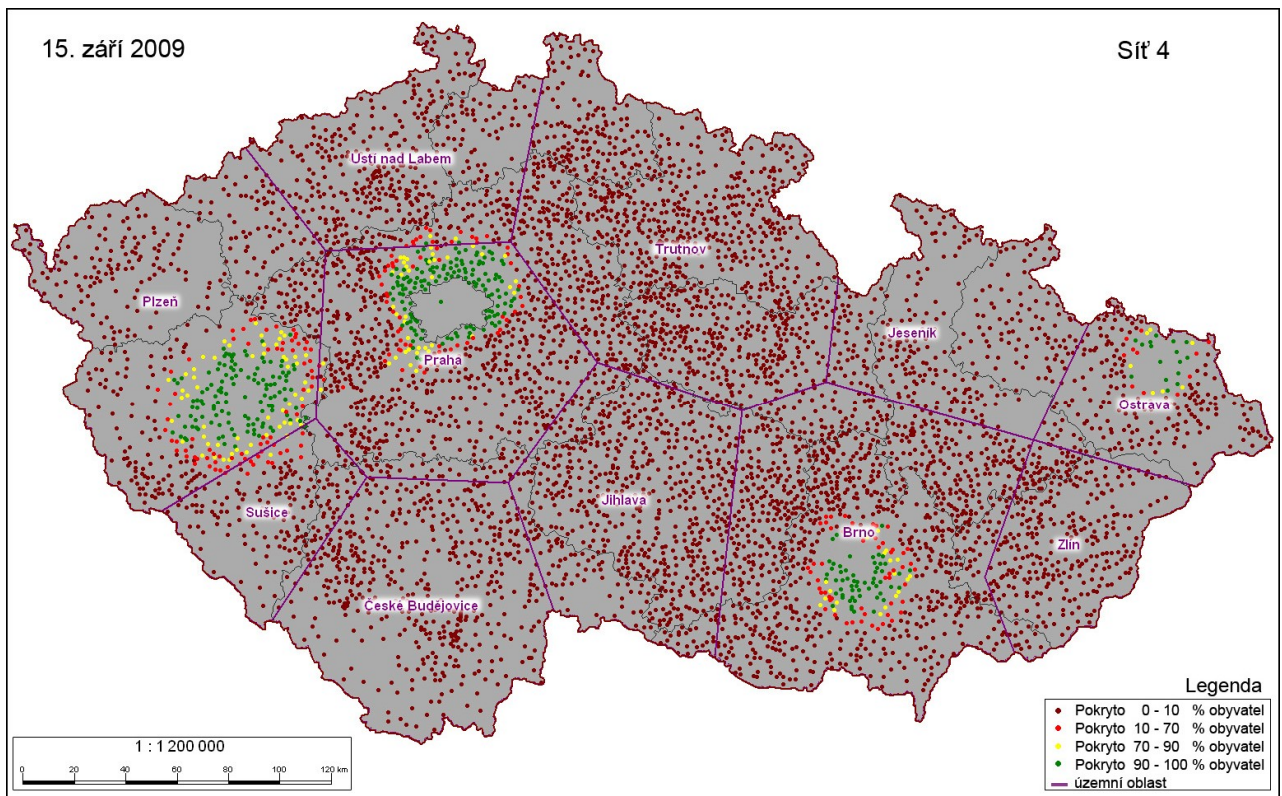 15. září 2009
Síť 4
Ústí nad Labem
Trutnov
Plzeň
Jeseník
Praha
Ostrava
Sušice
Jihlava
Brno
Zlín
České Budějovice
Legenda
Pokryto 0 - 10 % obyvatel
Pokryto 10 - 70 % obyvatel
Pokryto 70 - 90 % obyvatel
Pokryto 90 - 100 % obyvatel
územní oblast
1 : 1 200 000
0 20 40 60 80 100 120 km